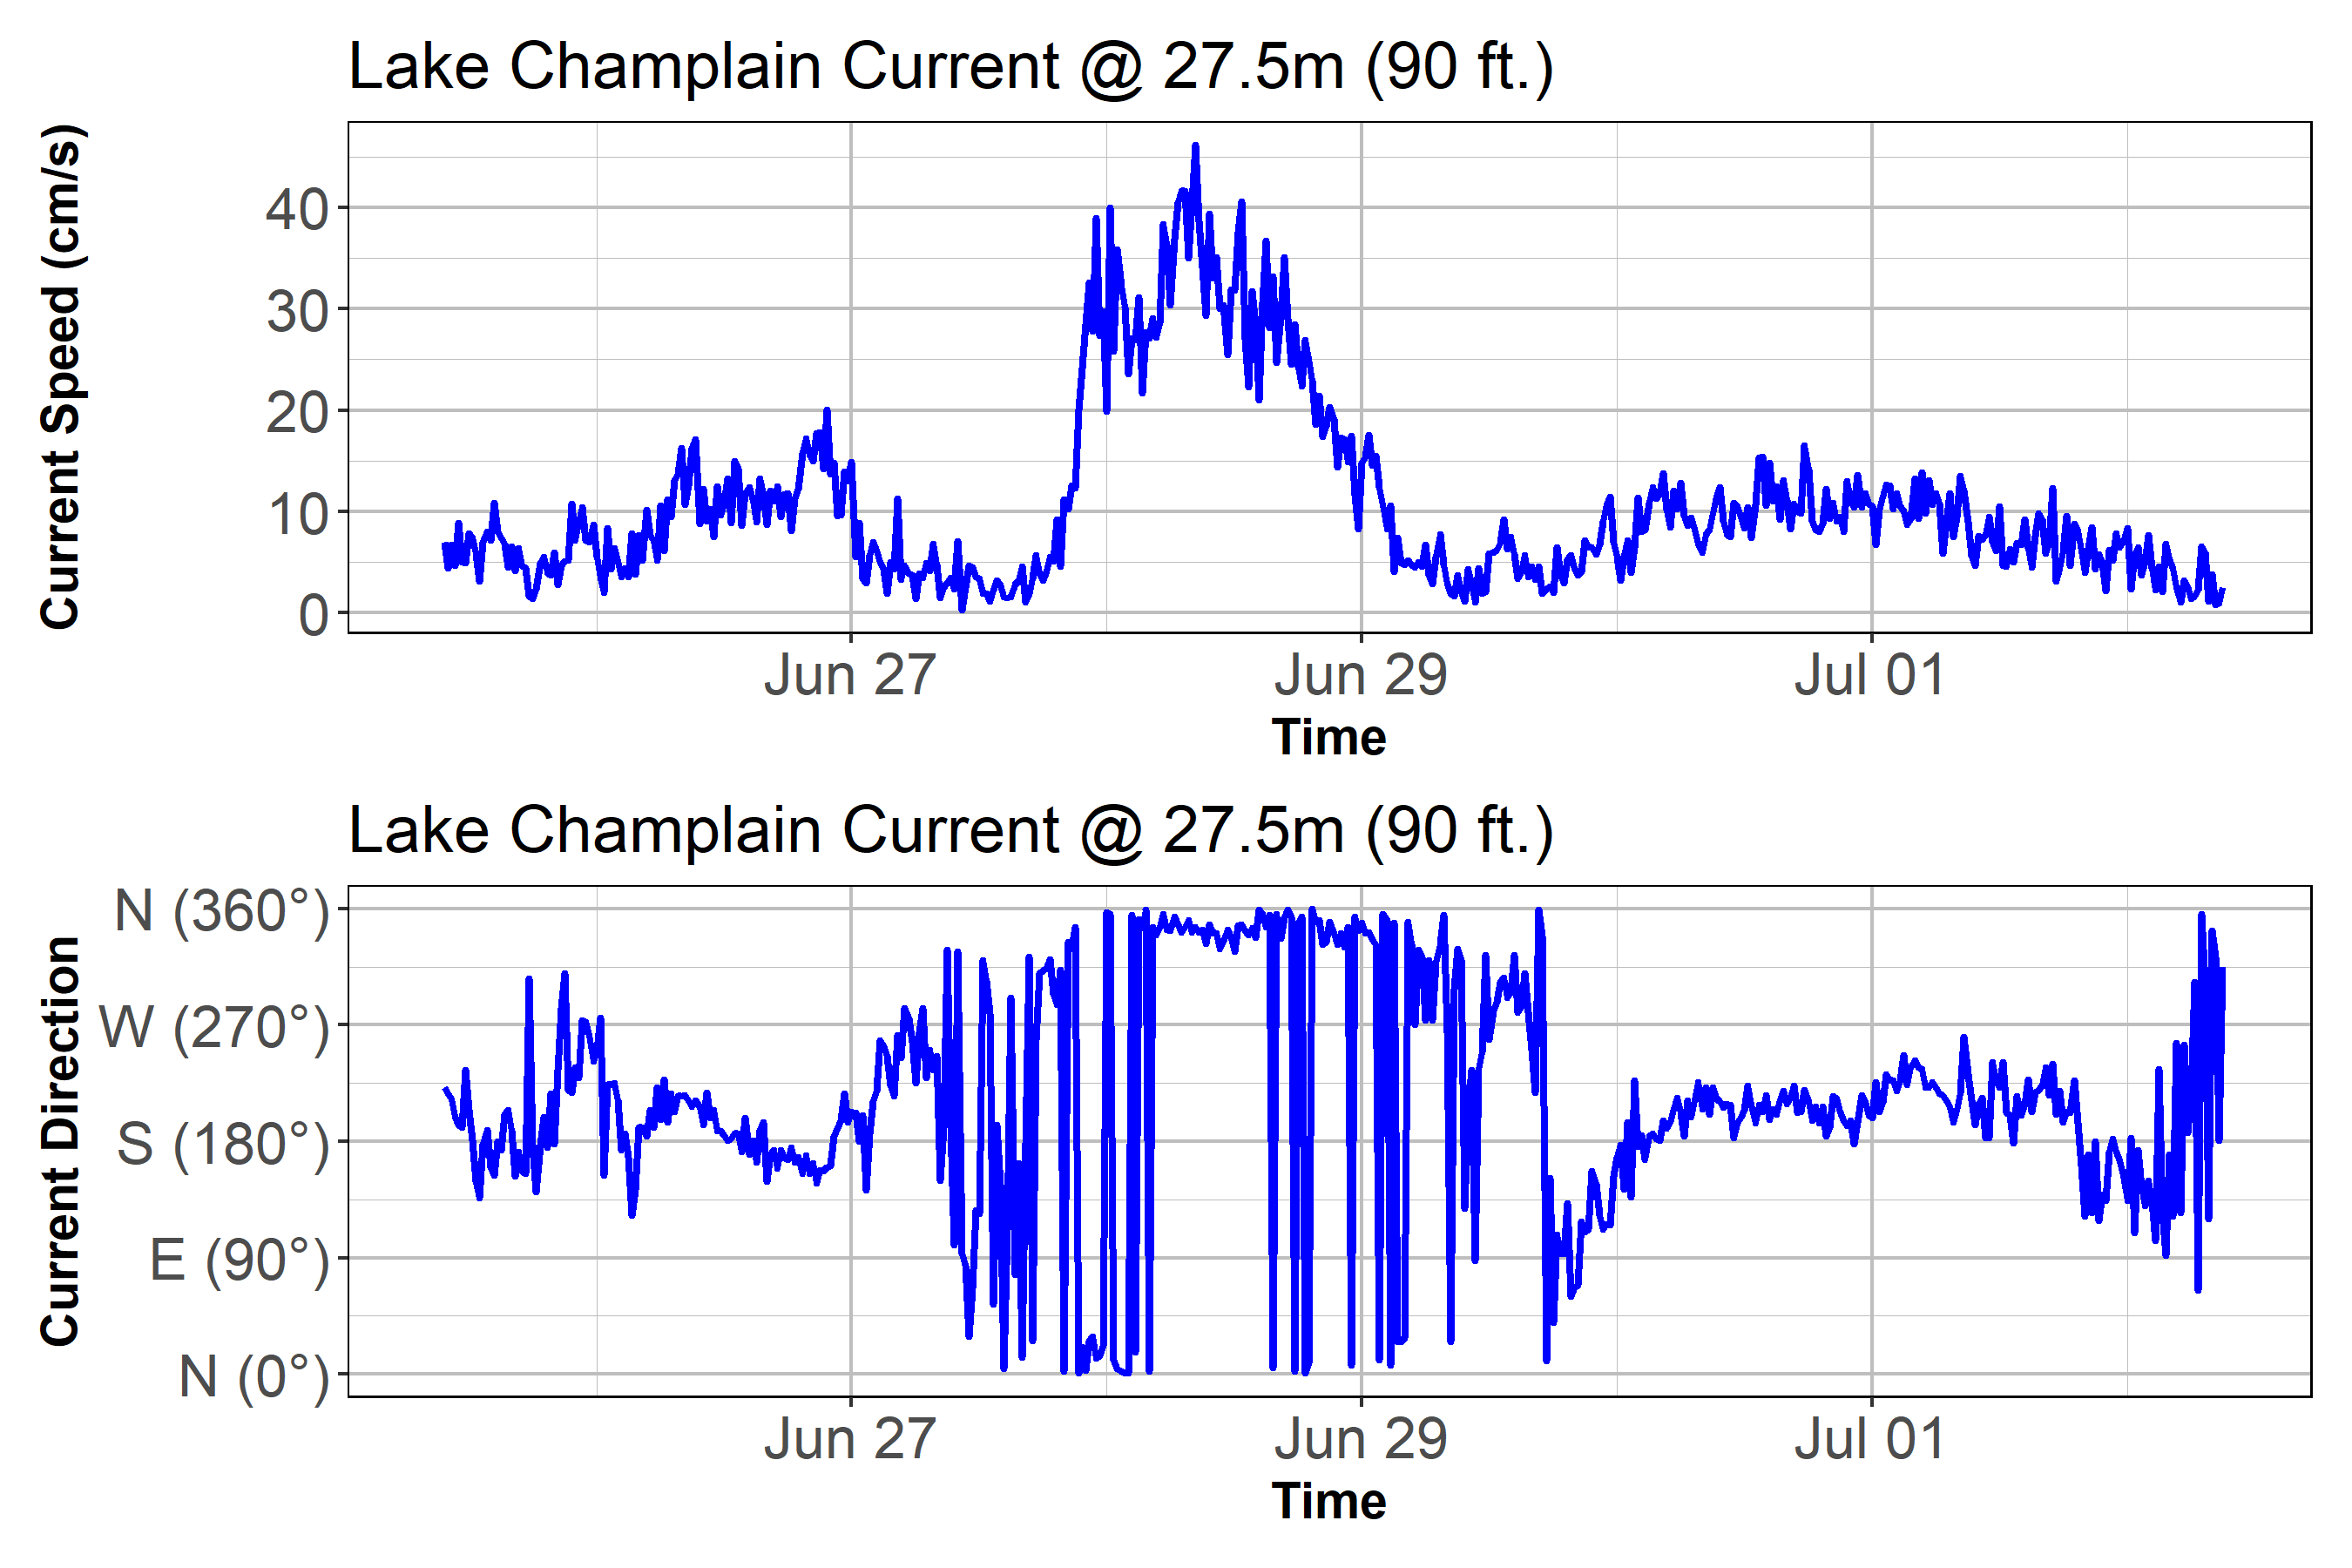 Lake Champlain Current @ 27.5m (90 ft.)
Current Speed (cm/s)
40
30
20
10
0
Jun 27 Jun 29 Jul 01
Time
Lake Champlain Current @ 27.5m (90 ft.)
Current Direction
N (360°)
W (270°)
S (180°)
E (90°)
N (0°)
Jun 27 Jun 29 Jul 01
Time